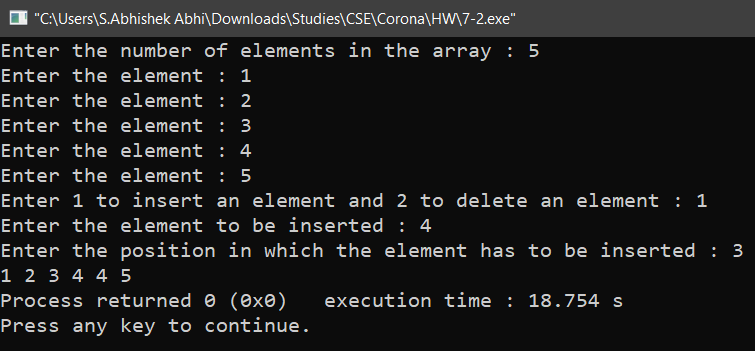 "C:\Users\S.Abhishek Abhi\Downloads\Studies\CSE\Corona\HW\7-2.exe"
Enter the number of elements in the array : 5
Enter the element : 1
Enter the element : 2
Enter the element : 3
Enter the element : 4
Enter the element : 5
Enter 1 to insert an element and 2 to delete an element : 1
Enter the element to be inserted : 4
Enter the position in which the element has to be inserted : 3
1 2 3 4 4 5
Process returned 0 (0x0)   execution time : 18.754 s
Press any key to continue.